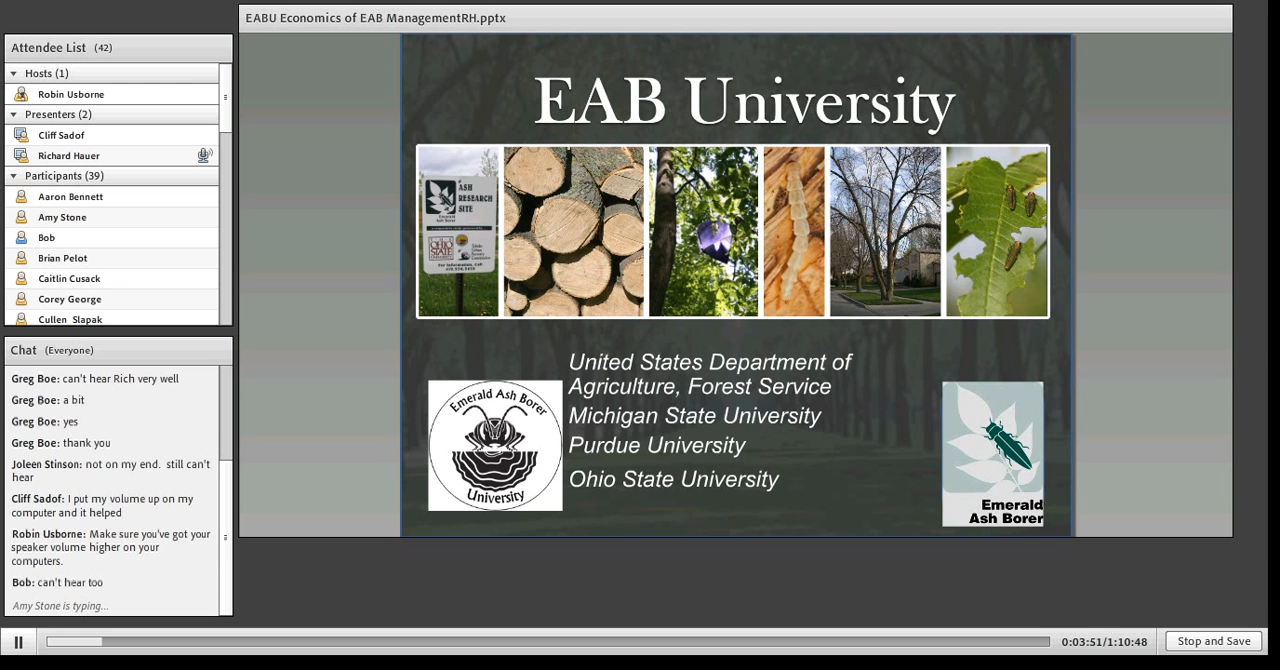 EABU Economics of EAB ManagementRH.pptx
Attendee List (42)
Hosts (1)
Robin Usborne
Presenters (2)
Cliff Sadof
Richard Hauer
Participants (39)
Aaron Bennett
Amy Stone
Bob
Brian Pelot
Caitlin Cusack
Corey George
Cullen Slapak
Chat (Everyone)
Greg Boe: can't hear Rich very well
Greg Boe: a bit
Greg Boe: yes
Greg Boe: thank you
Joleen Stinson: not on my end. still can't
hear
Cliff Sadof: I put my volume up on my
computer and it helped
Robin Usborne: Make sure you've got your
speaker volume higher on your
computers.
Bob: can't hear too
Amy Stone is typing...
EAB University
ASH
RESEARCH
SITE
OHIO
STATE
United States Department of
Agriculture, Forest Service
Michigan State University
Purdue University
Ohio State University
Emerald Ash Borer
University
Emerald
Ash Borer
0:03:51/1:10:48
Stop and Save